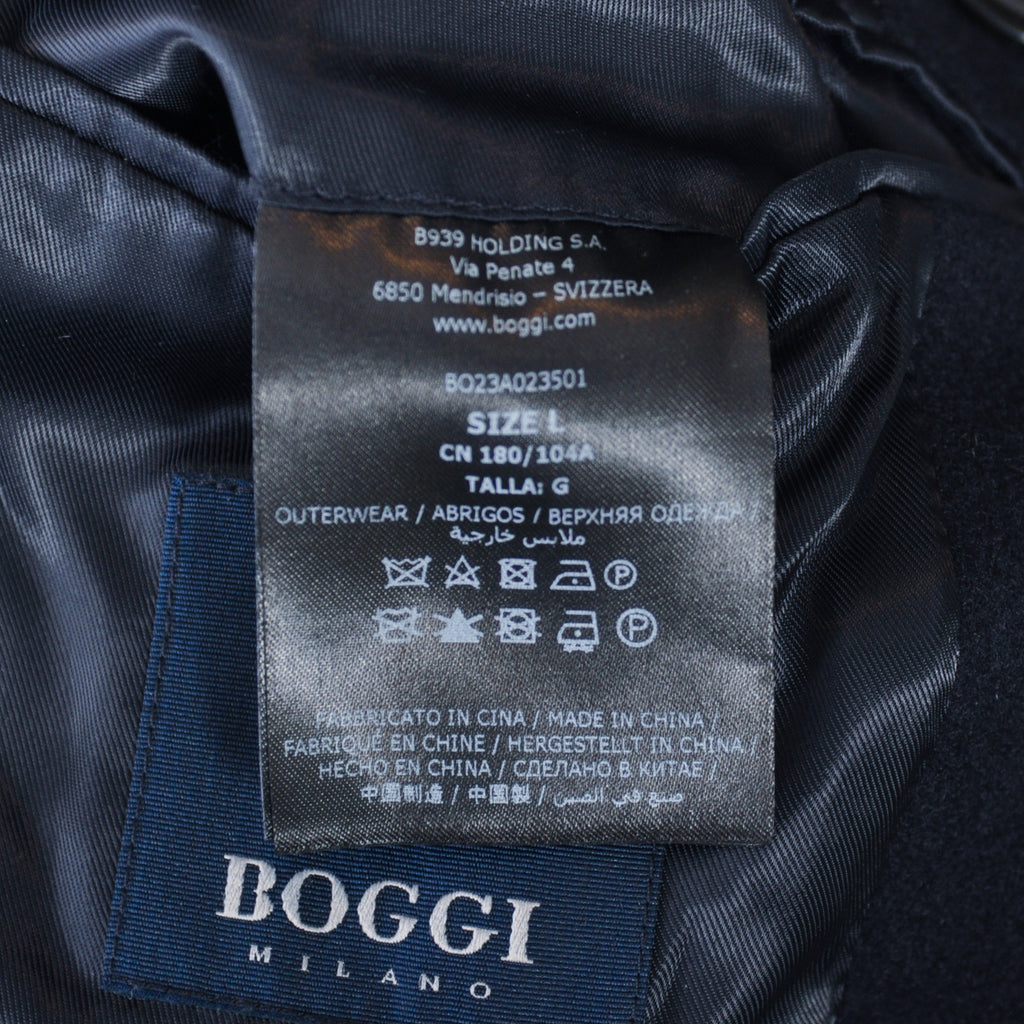 B939 HOLDING S.A.
Via Penate 4
6850 Mendrisio – SVIZZERA
www.boggi.com
BO23A023501
SIZE L
CN 180/104A
TALLA: G
OUTERWEAR / ABRIGOS / ВЕРХНЯЯ ОДЕЖДА /
ملابس خارجية
P
P
FABBRICATO IN CINA / MADE IN CHINA /
FABRIQUÉ EN CHINE / HERGESTELLT IN CHINA /
HECHO EN CHINA / СДЕЛАНО В КИТАЕ /
中国制造 / 中國製 / صنع في الصين
BOGGI
MILANO